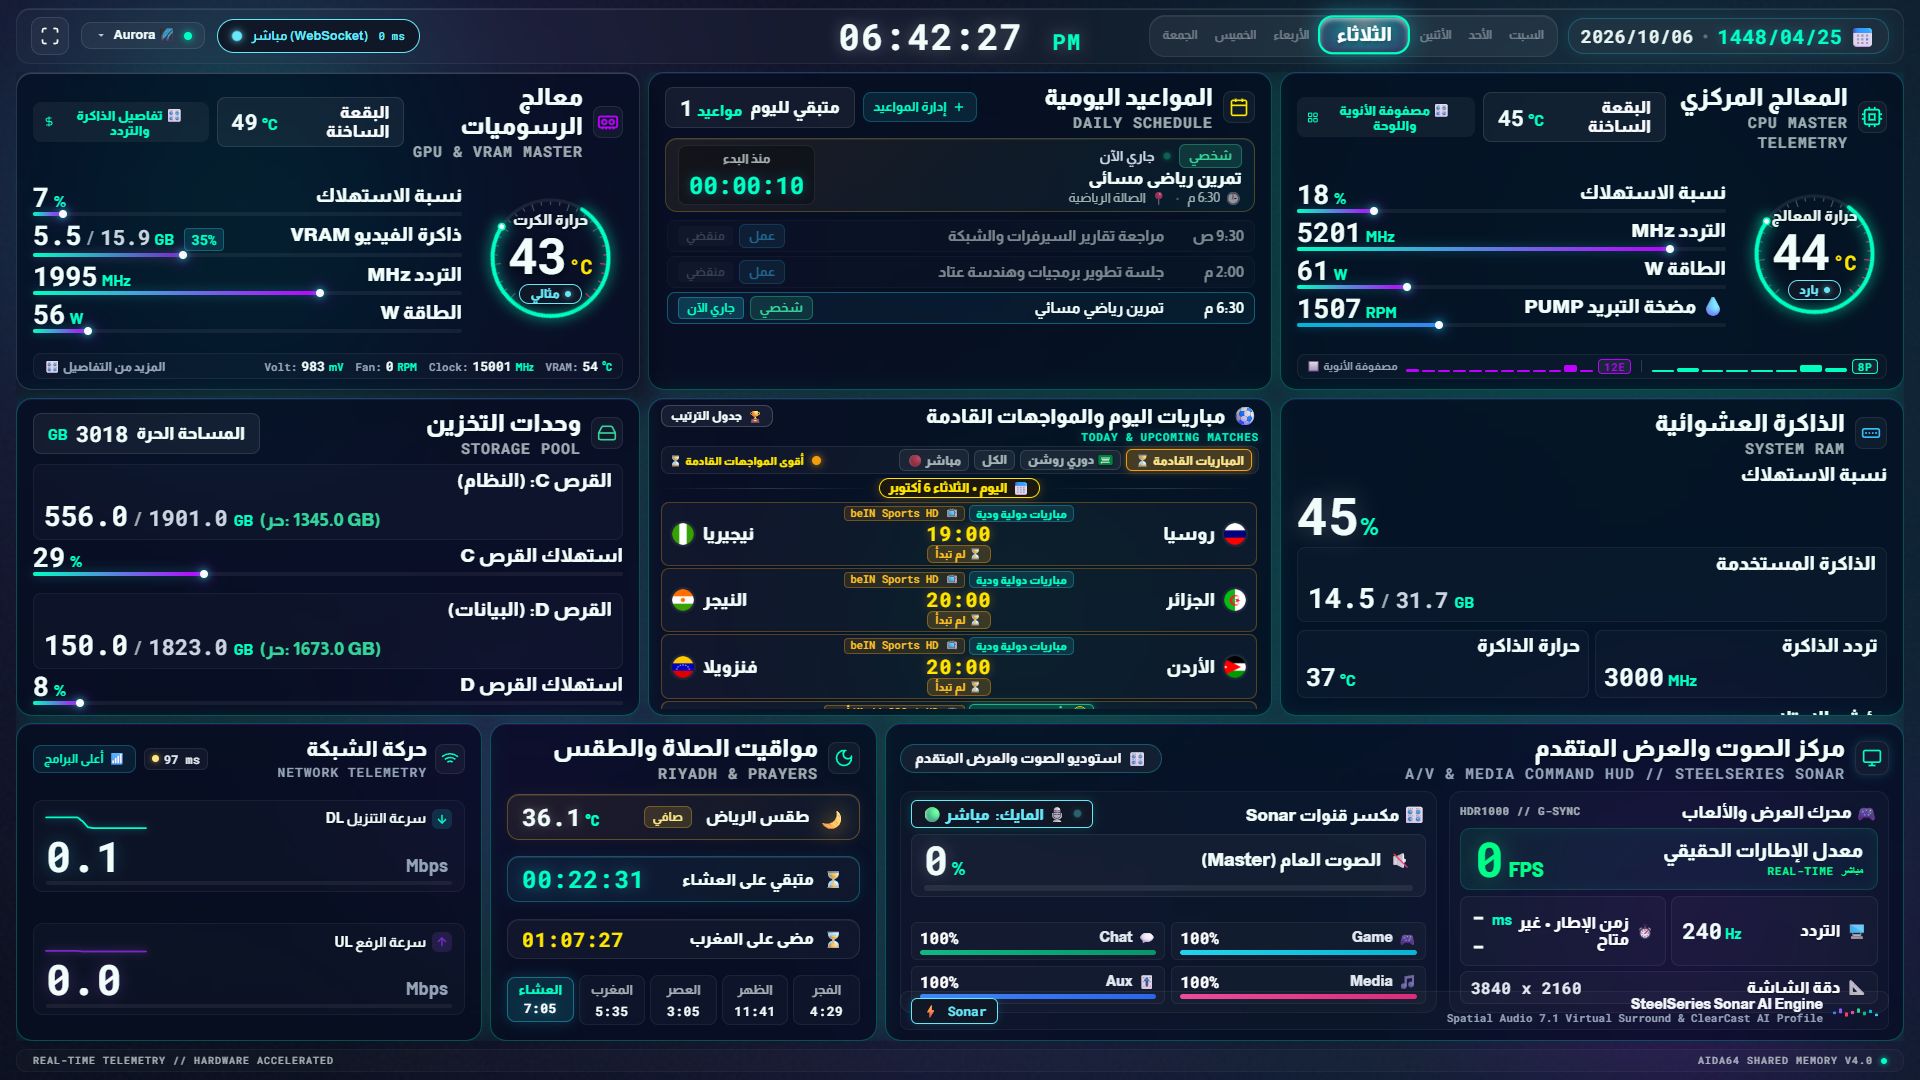 2026/10/06 • 1448/04/25
السبت الأحد الأثنين الثلاثاء الأربعاء الخميس الجمعة
06:42:27 PM
مباشر (WebSocket) 0 ms
Aurora
المعالج المركزي
CPU MASTER
TELEMETRY
البقعة الساخنة 45 °C
مصفوفة الأنوية واللوحة
حرارة المعالج
44 °C
بارد
نسبة الاستهلاك
18 %
التردد MHz
5201 MHz
الطاقة W
61 W
مضخة التبريد PUMP
1507 RPM
مصفوفة الأنوية 12E 8P
المواعيد اليومية
DAILY SCHEDULE
+ إدارة المواعيد
متبقي لليوم 1 مواعيد
شخصي • جاري الآن
تمرين رياضي مسائي
6:30 م · الصالة الرياضية
منذ البدء
00:00:10
9:30 ص مراجعة تقارير السيرفرات والشبكة عمل منقضي
2:00 م جلسة تطوير برمجيات وهندسة عتاد عمل منقضي
6:30 م تمرين رياضي مسائي شخصي جاري الآن
معالج الرسوميات
GPU & VRAM MASTER
البقعة الساخنة 49 °C
تفاصيل الذاكرة والتردد $
حرارة الكرت
43 °C
مثالي
نسبة الاستهلاك
7 %
ذاكرة الفيديو VRAM
5.5 / 15.9 GB 35%
التردد MHz
1995 MHz
الطاقة W
56 W
المزيد من التفاصيل
Volt: 983 mV Fan: 0 RPM Clock: 15001 MHz VRAM: 54 °C
الذاكرة العشوائية
SYSTEM RAM
نسبة الاستهلاك
45%
الذاكرة المستخدمة
14.5 / 31.7 GB
تردد الذاكرة
3000 MHz
حرارة الذاكرة
37 °C
مباريات اليوم والمواجهات القادمة
TODAY & UPCOMING MATCHES
جدول الترتيب
المباريات القادمة دوري روشن الكل مباشر
أقوى المواجهات القادمة
اليوم • الثلاثاء 6 أكتوبر
مباريات دولية ودية beIN Sports HD
روسيا 19:00 نيجيريا
لم تبدأ
مباريات دولية ودية beIN Sports HD
الجزائر 20:00 النيجر
لم تبدأ
مباريات دولية ودية beIN Sports HD
الأردن 20:00 فنزويلا
لم تبدأ
وحدات التخزين
STORAGE POOL
المساحة الحرة 3018 GB
القرص C: (النظام)
556.0 / 1901.0 GB (حر: 1345.0 GB)
استهلاك القرص C
29 %
القرص D: (البيانات)
150.0 / 1823.0 GB (حر: 1673.0 GB)
استهلاك القرص D
8 %
مركز الصوت والعرض المتقدم
A/V & MEDIA COMMAND HUD // STEELSERIES SONAR
استوديو الصوت والعرض المتقدم
محرك العرض والألعاب
HDR1000 // G-SYNC
معدل الإطارات الحقيقي
REAL-TIME مباشر
0 FPS
التردد 240 Hz
زمن الإطار • غير متاح -- ms
دقة الشاشة 3840 x 2160
مكسر قنوات Sonar
المايك: مباشر
الصوت العام (Master)
0 %
Game 100%
Chat 100%
Media 100%
Aux 100%
SteelSeries Sonar AI Engine
Spatial Audio 7.1 Virtual Surround & ClearCast AI Profile
Sonar
مواقيت الصلاة والطقس
RIYADH & PRAYERS
طقس الرياض صافي 36.1 °C
متبقي على العشاء 00:22:31
مضى على المغرب 01:07:27
الفجر 4:29
الظهر 11:41
العصر 3:05
المغرب 5:35
العشاء 7:05
حركة الشبكة
NETWORK TELEMETRY
97 ms
أعلى البرامج
سرعة التنزيل DL
0.1 Mbps
سرعة الرفع UL
0.0 Mbps
REAL-TIME TELEMETRY // HARDWARE ACCELERATED
AIDA64 SHARED MEMORY V4.0